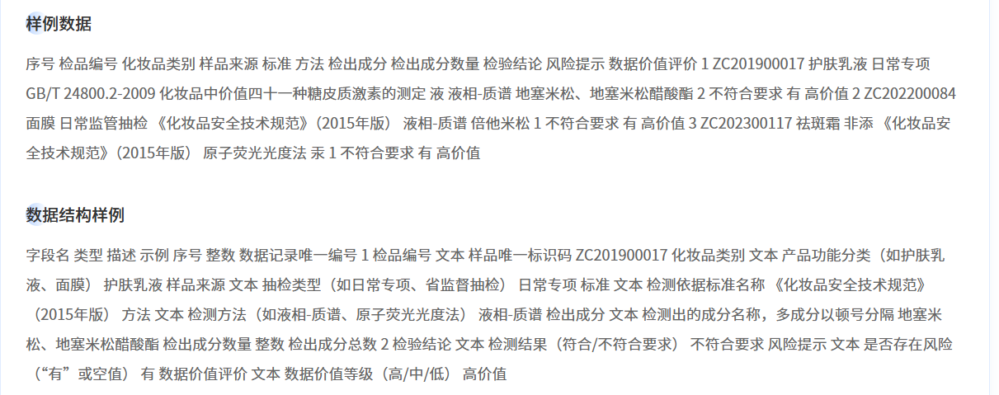 样例数据
序号 检品编号 化妆品类别 样品来源 标准 方法 检出成分 检出成分数量 检验结论 风险提示 数据价值评价 1 ZC201900017 护肤乳液 日常专项
GB/T 24800.2-2009 化妆品中价值四十一种糖皮质激素的测定 液 液相-质谱 地塞米松、地塞米松醋酸酯 2 不符合要求 有 高价值 2 ZC202200084
面膜 日常监管抽检 《化妆品安全技术规范》（2015年版） 液相-质谱 倍他米松 1 不符合要求 有 高价值 3 ZC202300117 祛斑霜 非添 《化妆品安
全技术规范》（2015年版） 原子荧光光度法 汞 1 不符合要求 有 高价值
数据结构样例
字段名 类型 描述 示例 序号 整数 数据记录唯一编号 1 检品编号 文本 样品唯一标识码 ZC201900017 化妆品类别 文本 产品功能分类（如护肤乳
液、面膜） 护肤乳液 样品来源 文本 抽检类型（如日常专项、省监督抽检） 日常专项 标准 文本 检测依据标准名称 《化妆品安全技术规范》
（2015年版） 方法 文本 检测方法（如液相-质谱、原子荧光光度法） 液相-质谱 检出成分 文本 检测出的成分名称，多成分以顿号分隔 地塞米
松、地塞米松醋酸酯 检出成分数量 整数 检出成分总数 2 检验结论 文本 检测结果（符合/不符合要求） 不符合要求 风险提示 文本 是否存在风险
（“有”或空值） 有 数据价值评价 文本 数据价值等级（高/中/低） 高价值